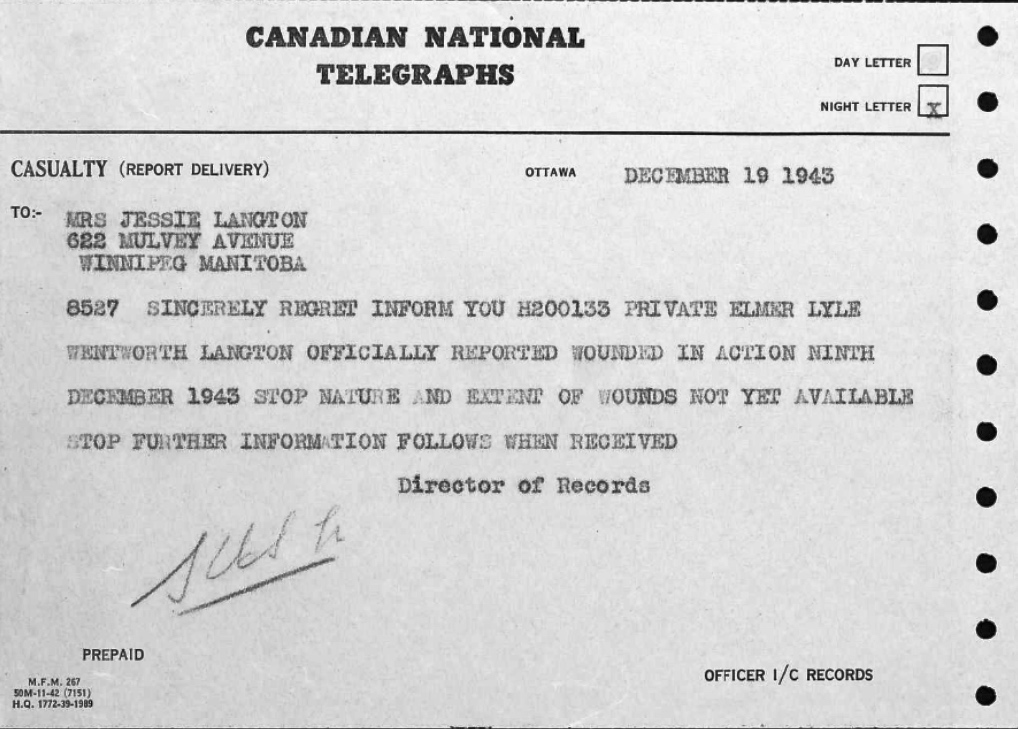 CANADIAN NATIONAL
TELEGRAPHS
DAY LETTER
NIGHT LETTER X
CASUALTY (REPORT DELIVERY)
OTTAWA DECEMBER 19 1943
TO:- MRS JESSIE LANGTON
622 MULVEY AVENUE
WINNIPEG MANITOBA
8527 SINCERELY REGRET INFORM YOU H200133 PRIVATE ELMER LYLE
WENTWORTH LANGTON OFFICIALLY REPORTED WOUNDED IN ACTION NINTH
DECEMBER 1943 STOP NATURE AND EXTENT OF WOUNDS NOT YET AVAILABLE
STOP FURTHER INFORMATION FOLLOWS WHEN RECEIVED
Director of Records
PREPAID
OFFICER I/C RECORDS
M.F.M. 267
50M-11-42 (7151)
H.Q. 1772-39-1989